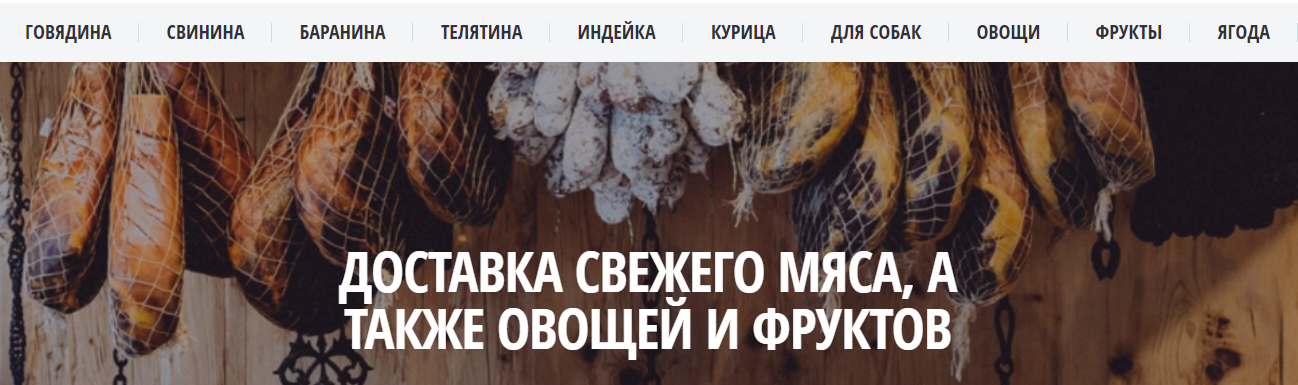 ГОВЯДИНА СВИНИНА БАРАНИНА ТЕЛЯТИНА ИНДЕЙКА КУРИЦА ДЛЯ СОБАК ОВОЩИ ФРУКТЫ ЯГОДА
ДОСТАВКА СВЕЖЕГО МЯСА, А
ТАКЖЕ ОВОЩЕЙ И ФРУКТОВ